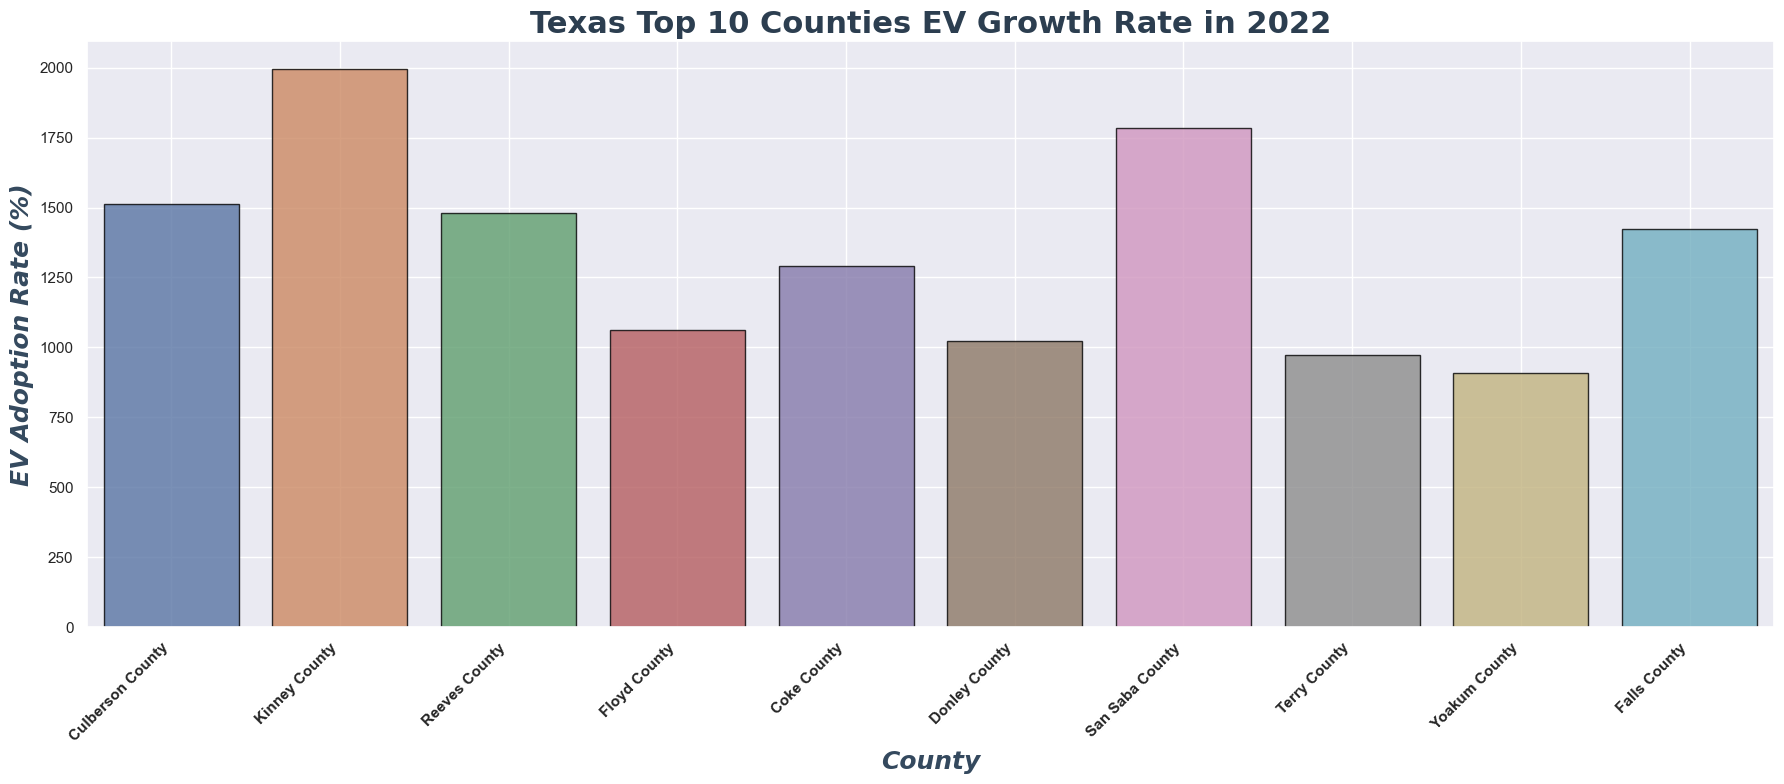 Texas Top 10 Counties EV Growth Rate in 2022
EV Adoption Rate (%)
2000
1750
1500
1250
1000
750
500
250
0
Culberson County
Kinney County
Reeves County
Floyd County
Coke County
Donley County
San Saba County
Terry County
Yoakum County
Falls County
County